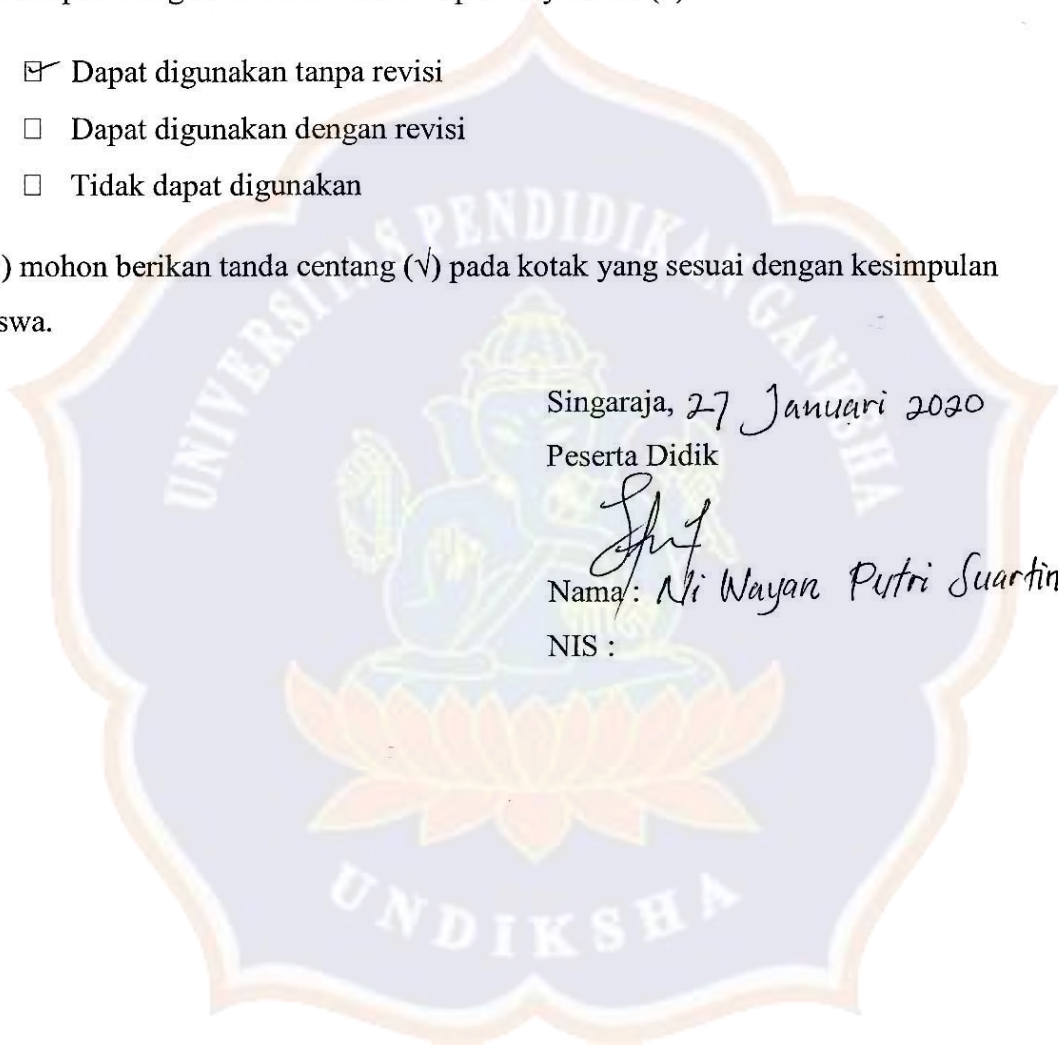 Dapat digunakan tanpa revisi
Dapat digunakan dengan revisi
Tidak dapat digunakan
) mohon berikan tanda centang (√) pada kotak yang sesuai dengan kesimpulan
swa.
UNIVERSITAS PENDIDIKAN GANESHA
Singaraja, 27 Januari 2020
Peserta Didik
Nama : Ni Wayan Putri Suartin
NIS :
UNDIKSHA